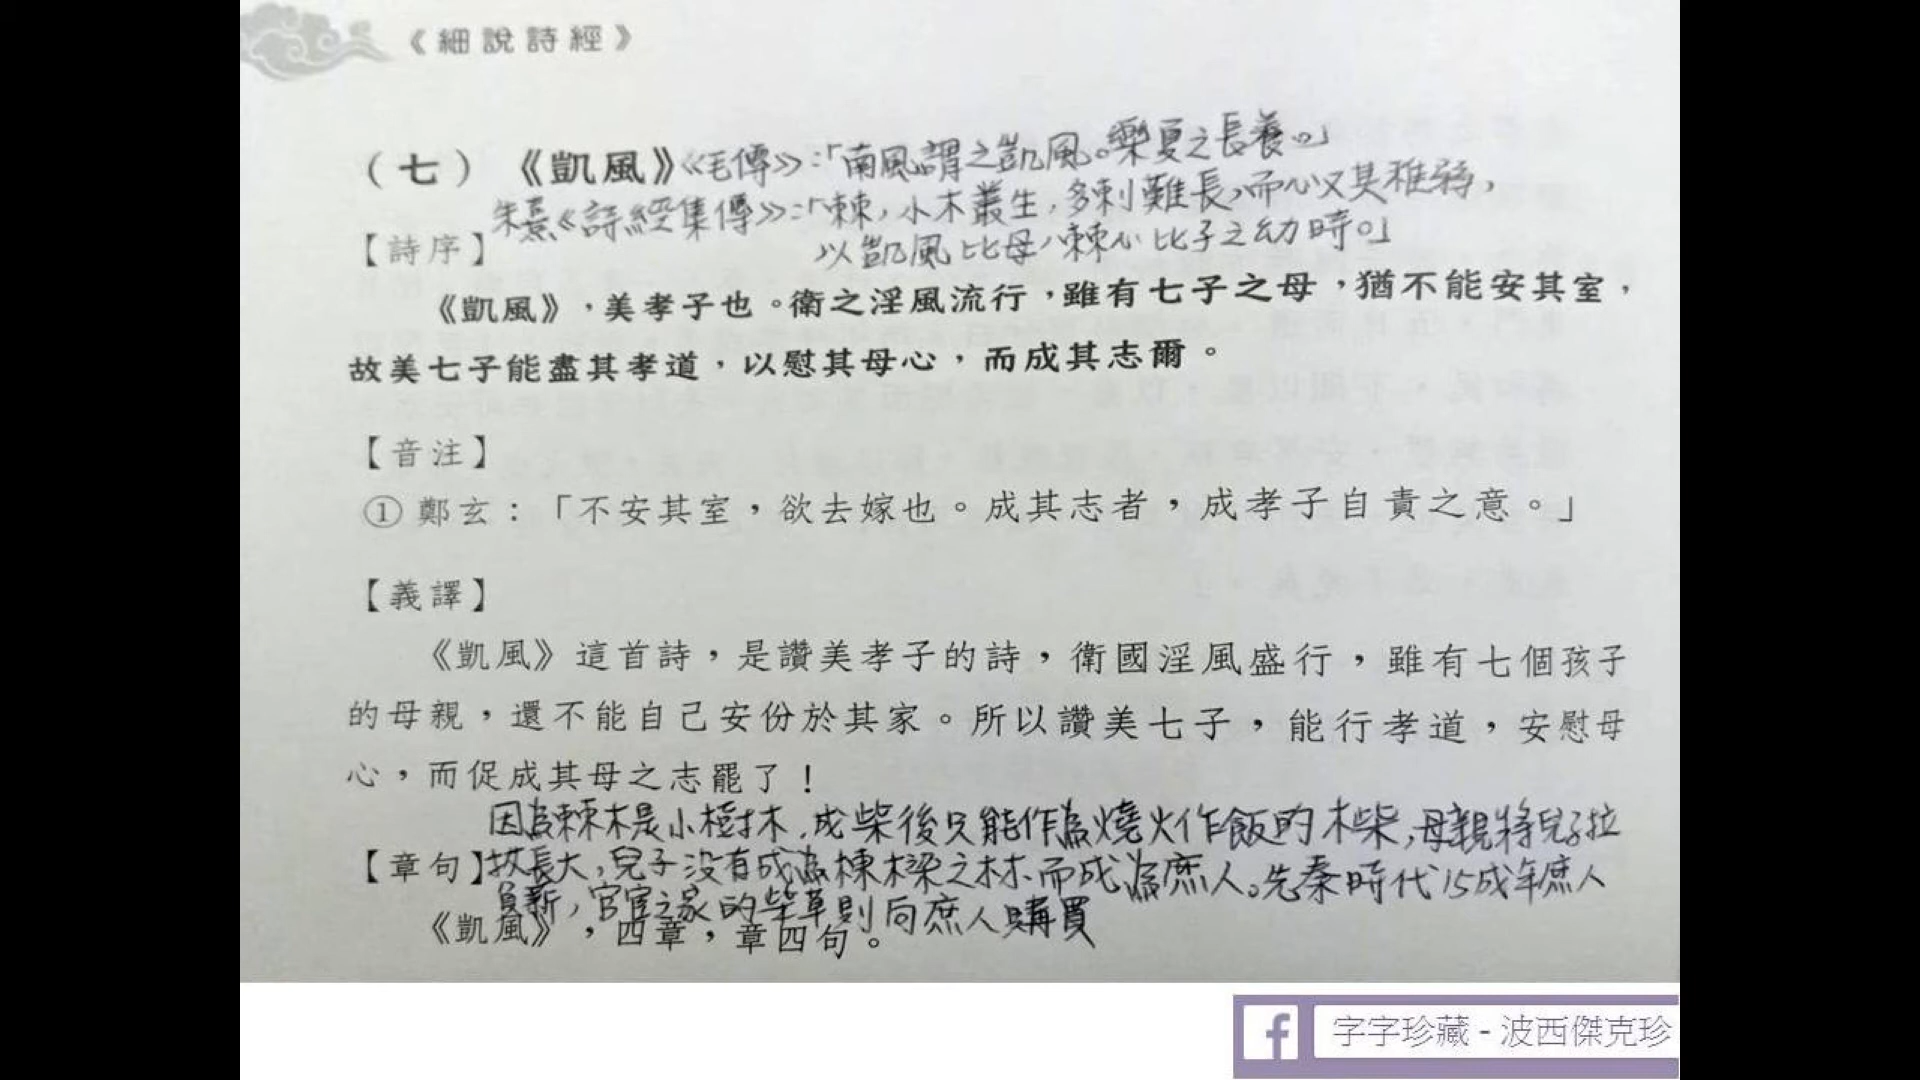 《細說詩經》
（七）《凱風》《毛傳》：「南風謂之凱風。樂夏之長養。」
朱熹《詩經集傳》：「棘，小木叢生，多刺難長，而心又其稚弱，
以凱風比母，棘心比子之幼時。」
【詩序】
《凱風》，美孝子也。衛之淫風流行，雖有七子之母，猶不能安其室，
故美七子能盡其孝道，以慰其母心，而成其志爾。
【音注】
① 鄭玄：「不安其室，欲去嫁也。成其志者，成孝子自責之意。」
【義譯】
《凱風》這首詩，是讚美孝子的詩，衛國淫風盛行，雖有七個孩子
的母親，還不能自己安份於其家。所以讚美七子，能行孝道，安慰母
心，而促成其母之志罷了！
因為棘木是小樹木，成柴後只能作為燒火作飯的木柴，母親將兒子拉
【章句】拔長大，兒子沒有成為棟樑之材而成為庶人。先秦時代15成年庶人
負薪，官宦之家的柴草則向庶人購買
《凱風》，四章，章四句。
字字珍藏 - 波西傑克珍